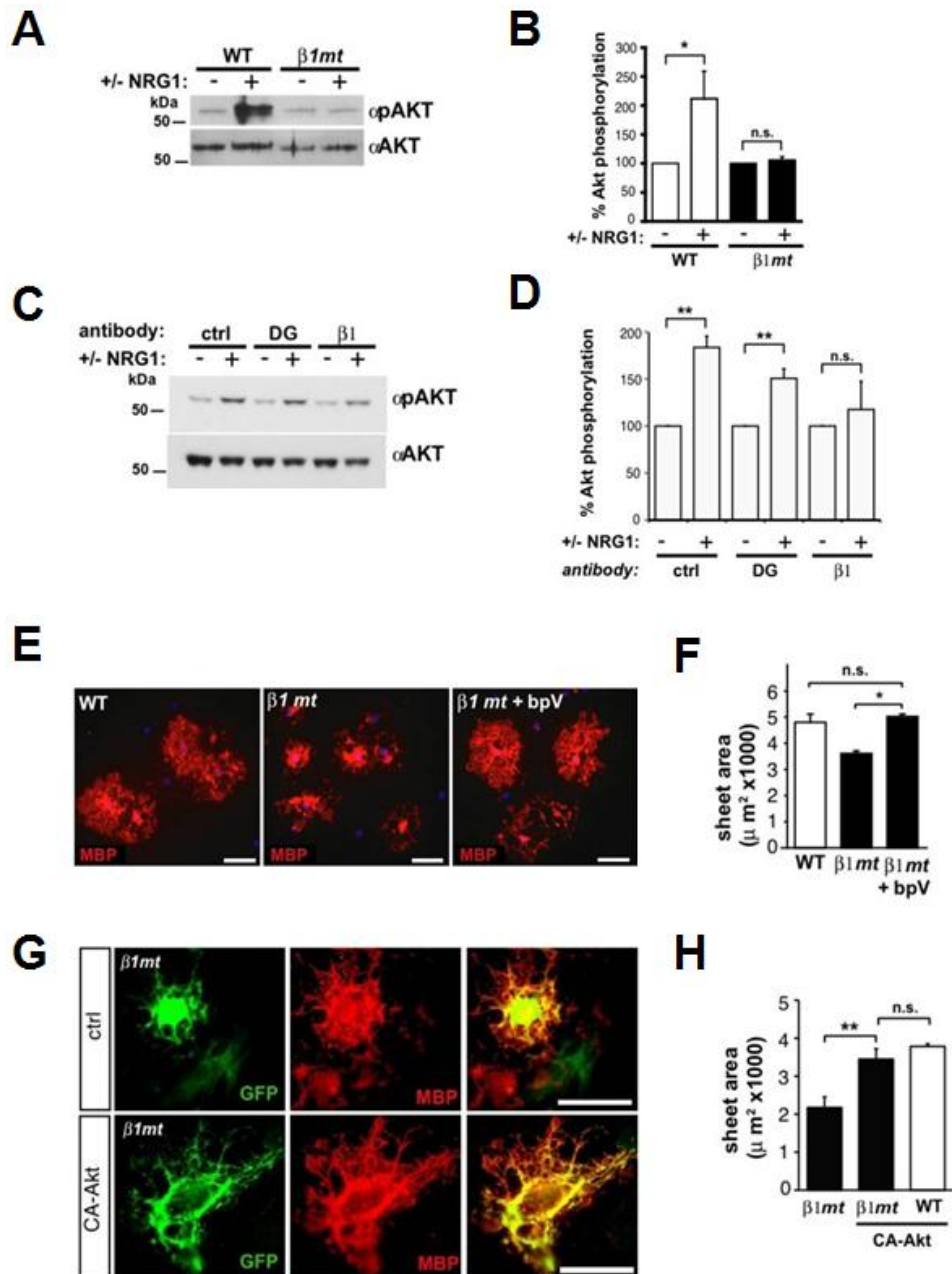 A
WT β1mt
+/- NRG1: - + - +
kDa
50 αpAKT
50 αAKT
B
% Akt phosphorylation
300
250
200
150
100
50
0
* n.s.
+/- NRG1: - + - +
WT β1mt
C
antibody: ctrl DG β1
+/- NRG1: - + - + - +
kDa
50 αpAKT
50 αAKT
D
% Akt phosphorylation
200
150
100
50
0
** ** n.s.
+/- NRG1: - + - + - +
antibody: ctrl DG β1
E
WT β1 mt β1 mt + bpV
MBP MBP MBP
F
sheet area
(μ m² x1000)
6
5
4
3
2
1
0
n.s.
*
WT β1mt β1mt
+ bpV
G
ctrl
β1mt
GFP MBP
CA-Akt
β1mt
GFP MBP
H
sheet area
(μ m² x1000)
5
4
3
2
1
0
** n.s.
β1mt β1mt WT
CA-Akt